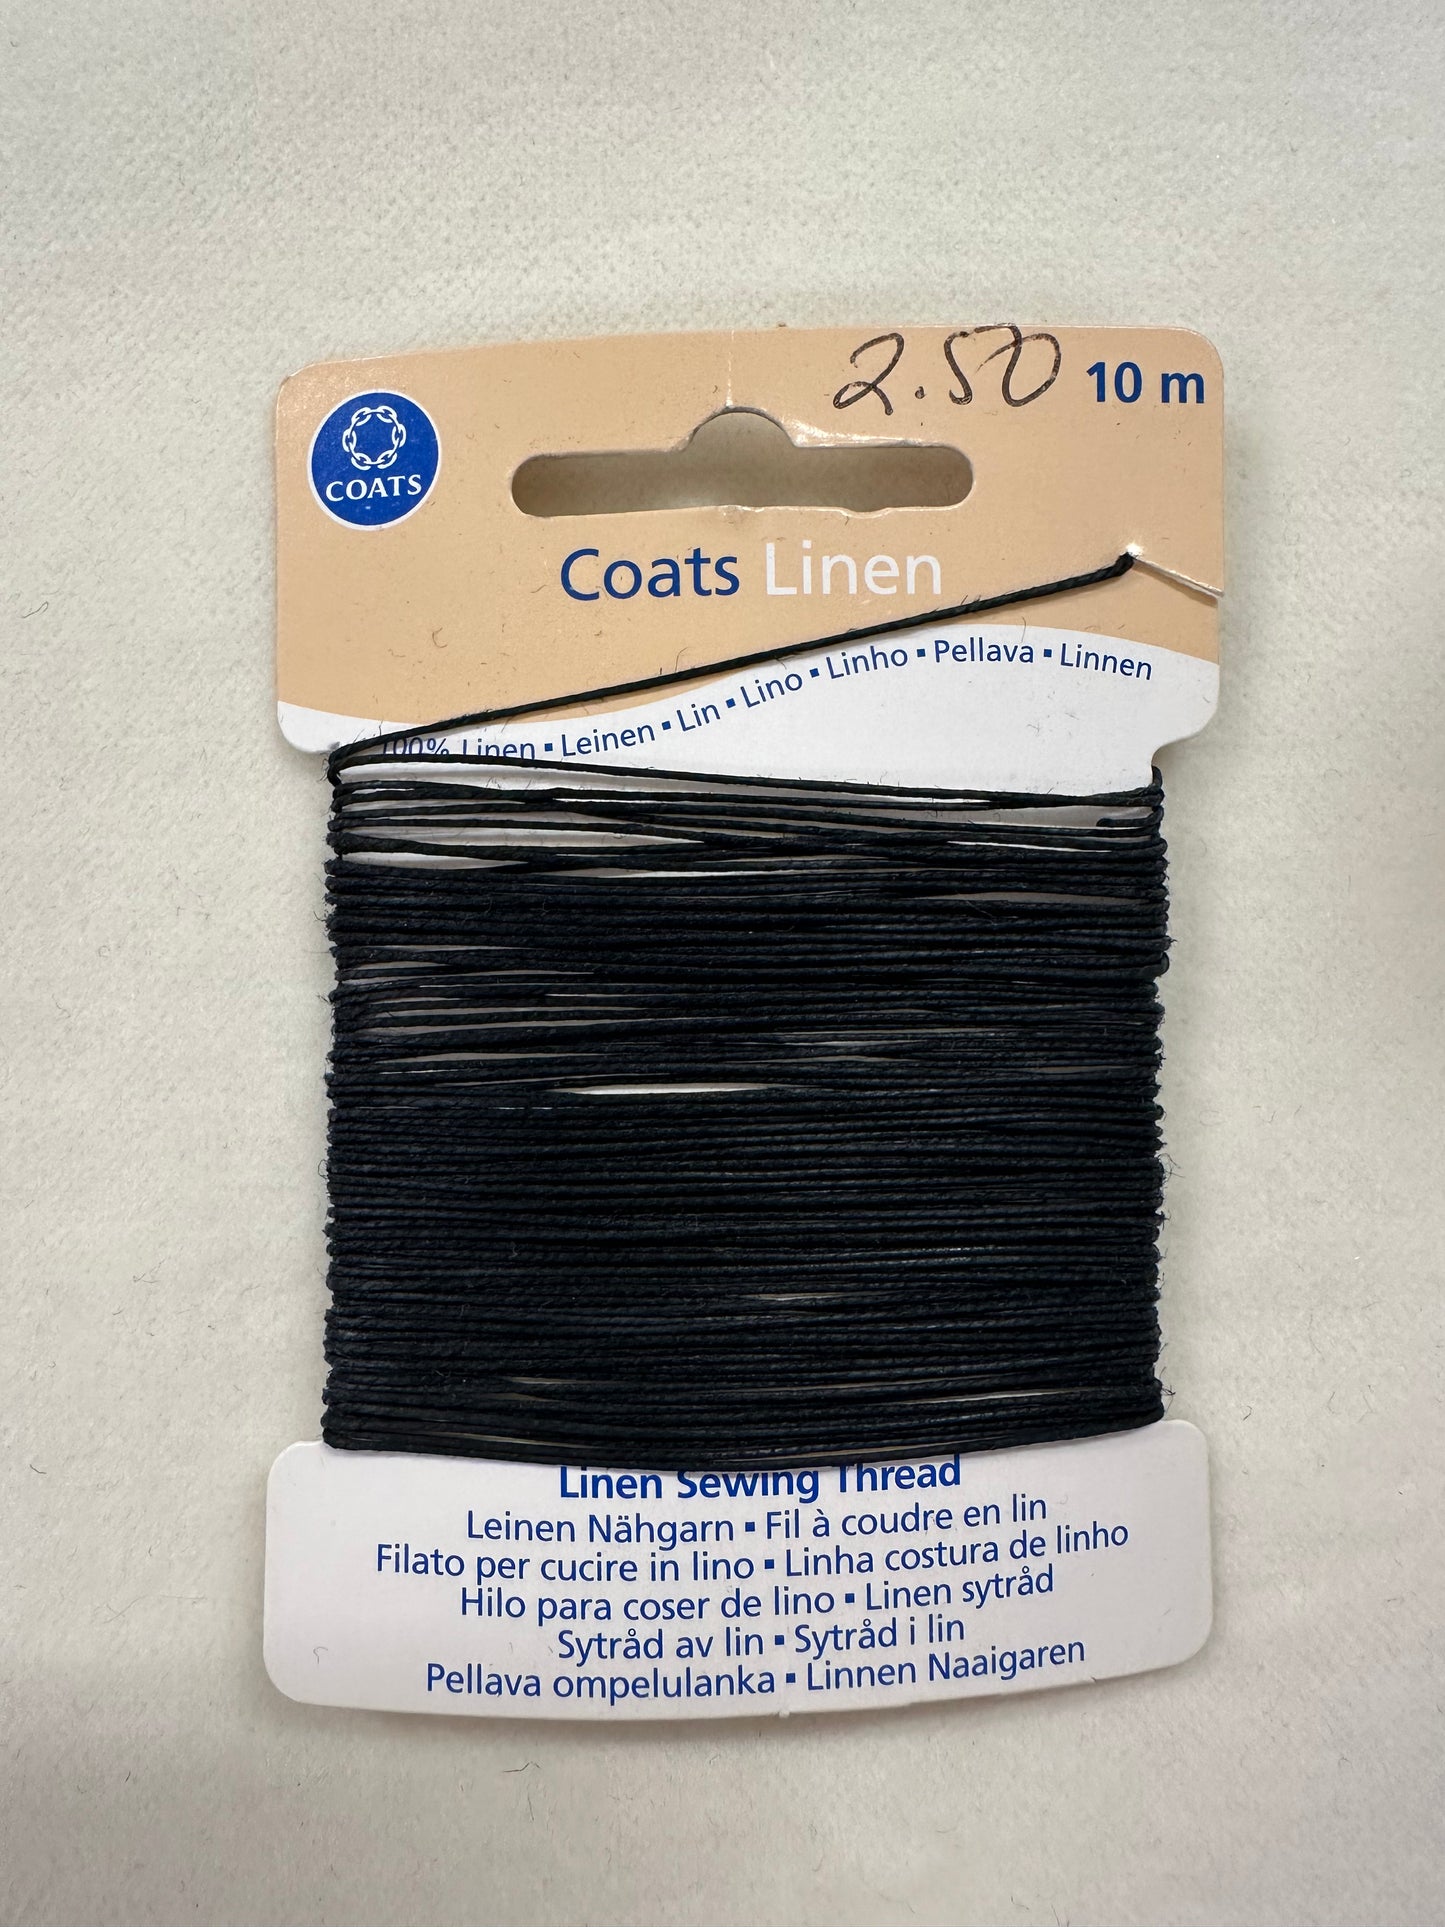 2.50 10 m
COATS
Coats Linen
100% Linen ▪ Leinen ▪ Lin ▪ Lino ▪ Linho ▪ Pellava ▪ Linnen
Linen Sewing Thread
Leinen Nähgarn ▪ Fil à coudre en lin
Filato per cucire in lino ▪ Linha costura de linho
Hilo para coser de lino ▪ Linen sytråd
Sytråd av lin ▪ Sytråd i lin
Pellava ompelulanka ▪ Linnen Naaigaren